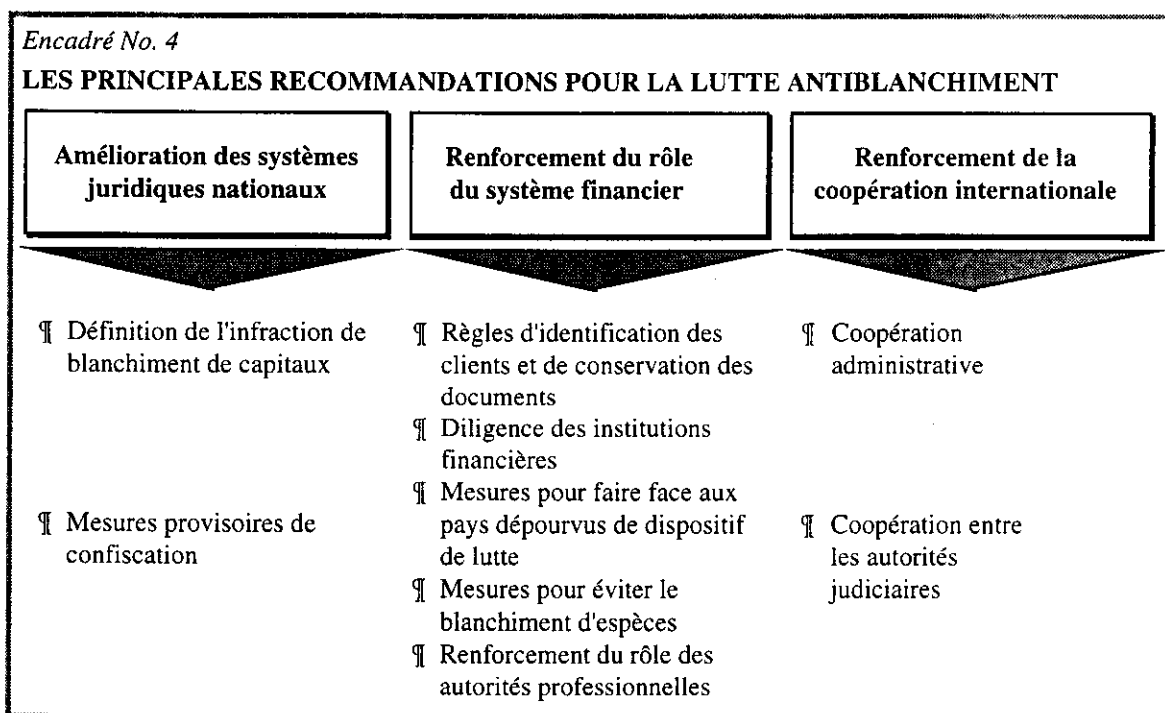 Encadré No. 4
LES PRINCIPALES RECOMMANDATIONS POUR LA LUTTE ANTIBLANCHIMENT
Amélioration des systèmes
juridiques nationaux
¶ Définition de l'infraction de
blanchiment de capitaux
¶ Mesures provisoires de
confiscation
Renforcement du rôle
du système financier
¶ Règles d'identification des
clients et de conservation des
documents
¶ Diligence des institutions
financières
¶ Mesures pour faire face aux
pays dépourvus de dispositif
de lutte
¶ Mesures pour éviter le
blanchiment d'espèces
¶ Renforcement du rôle des
autorités professionnelles
Renforcement de la
coopération internationale
¶ Coopération
administrative
¶ Coopération entre
les autorités
judiciaires